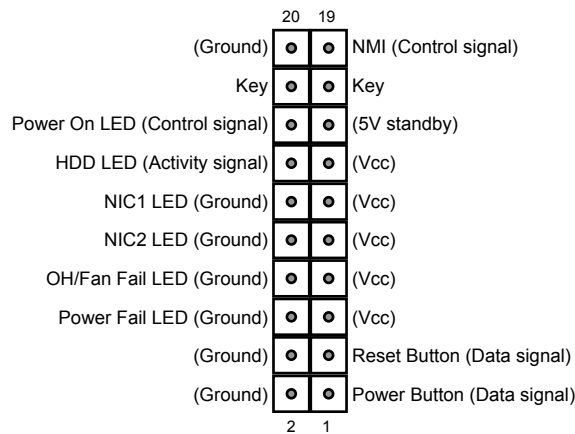 20 19
(Ground) NMI (Control signal)
Key Key
Power On LED (Control signal) (5V standby)
HDD LED (Activity signal) (Vcc)
NIC1 LED (Ground) (Vcc)
NIC2 LED (Ground) (Vcc)
OH/Fan Fail LED (Ground) (Vcc)
Power Fail LED (Ground) (Vcc)
(Ground) Reset Button (Data signal)
(Ground) Power Button (Data signal)
2 1